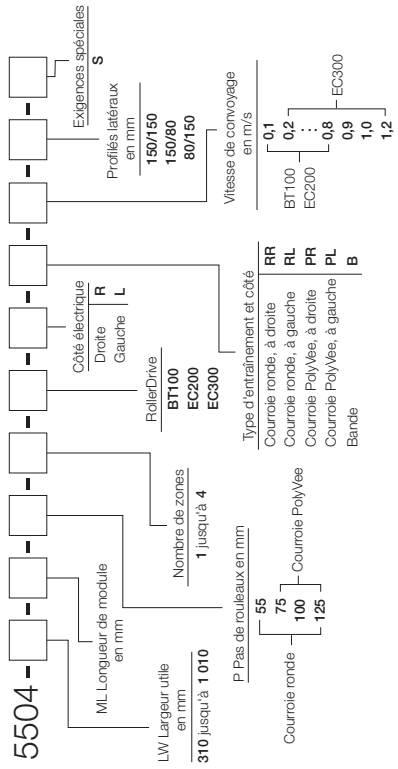 5504
LW Largeur utile
en mm
310 jusqu'à 1 010
ML Longueur de module
en mm
P Pas de rouleaux en mm
55
75
100
125
Courroie ronde
Courroie PolyVee
Nombre de zones
1 jusqu'à 4
RollerDrive
BT100
EC200
EC300
Côté électrique
Droite R
Gauche L
Type d'entraînement et côté
Courroie ronde, à droite RR
Courroie ronde, à gauche RL
Courroie PolyVee, à droite PR
Courroie PolyVee, à gauche PL
Bande B
Vitesse de convoyage
en m/s
0,1
0,2
⋮
0,8
0,9
1,0
1,2
BT100
EC200
EC300
Profilés latéraux
en mm
150/150
150/80
80/150
Exigences spéciales
S